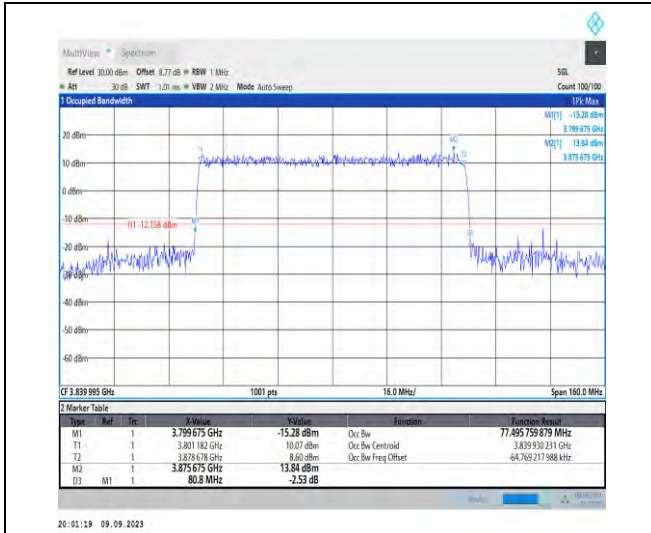 MultiView Spectrum
Ref Level 30.00 dBm Offset 8.77 dB RBW 1 MHz SGL
Att 30 dB SWT 1.01 ms VBW 2 MHz Mode Auto Sweep Count 100/100
1 Occupied Bandwidth 1Pk Max
M1[1] -15.28 dBm
3.799 675 GHz
M2[1] 13.84 dBm
3.875 675 GHz
20 dBm
M2
10 dBm
0 dBm
-10 dBm
H1 -12.158 dBm
-20 dBm
-30 dBm
-40 dBm
-50 dBm
-60 dBm
CF 3.839 995 GHz 1001 pts 16.0 MHz/ Span 160.0 MHz
2 Marker Table
Type Ref Trc X-Value Y-Value Function Function Result
M1 1 3.799 675 GHz -15.28 dBm Occ Bw 77.495 759 879 MHz
T1 1 3.801 182 GHz 10.07 dBm Occ Bw Centroid 3.839 930 231 GHz
T2 1 3.878 678 GHz 8.60 dBm Occ Bw Freq Offset -64.769 217 988 kHz
M2 1 3.875 675 GHz 13.84 dBm
D3 M1 1 80.8 MHz -2.53 dB
20:01:19 09.09.2023